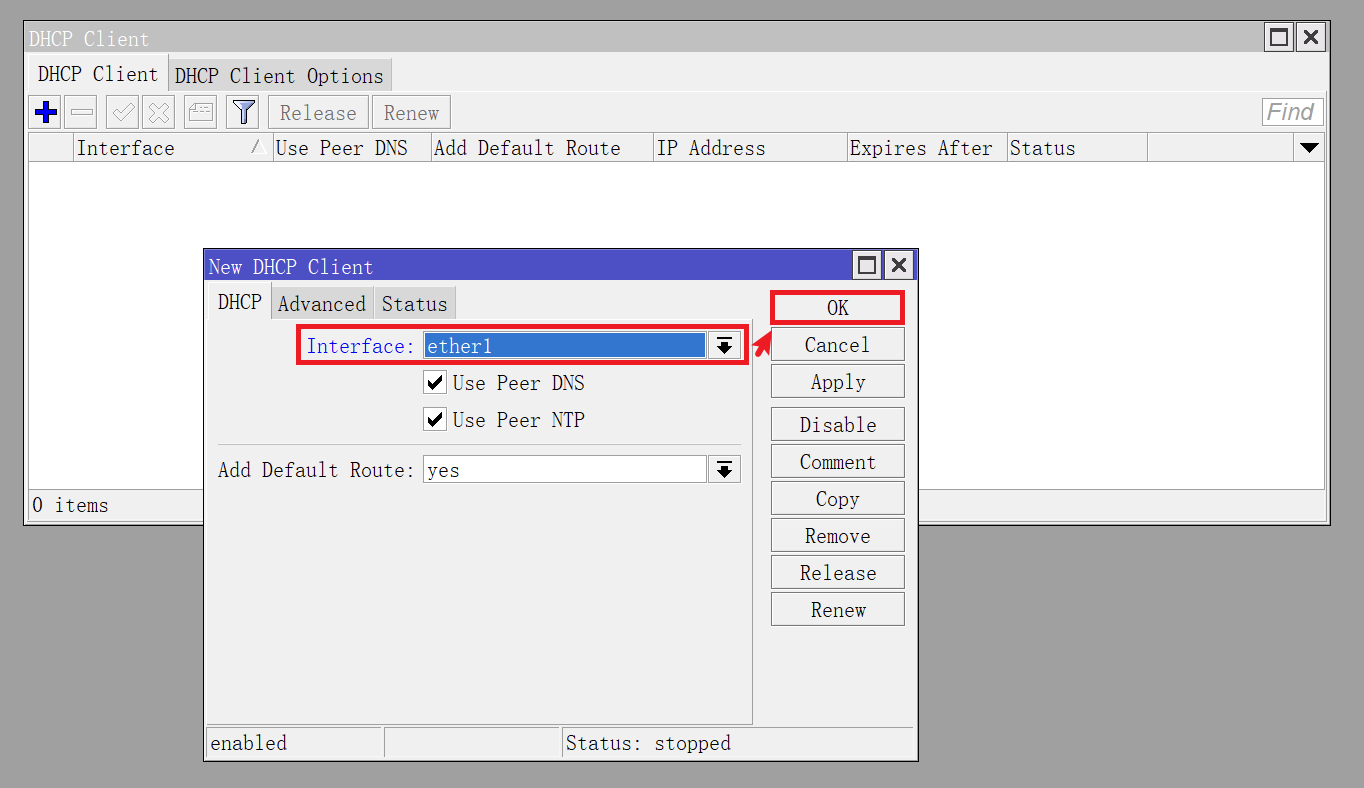 DHCP Client
DHCP Client DHCP Client Options
Release Renew Find
Interface Use Peer DNS Add Default Route IP Address Expires After Status
New DHCP Client
DHCP Advanced Status
OK
Interface: ether1
Cancel
Use Peer DNS
Apply
Use Peer NTP
Disable
Comment
Add Default Route: yes
Copy
0 items
Remove
Release
Renew
enabled Status: stopped